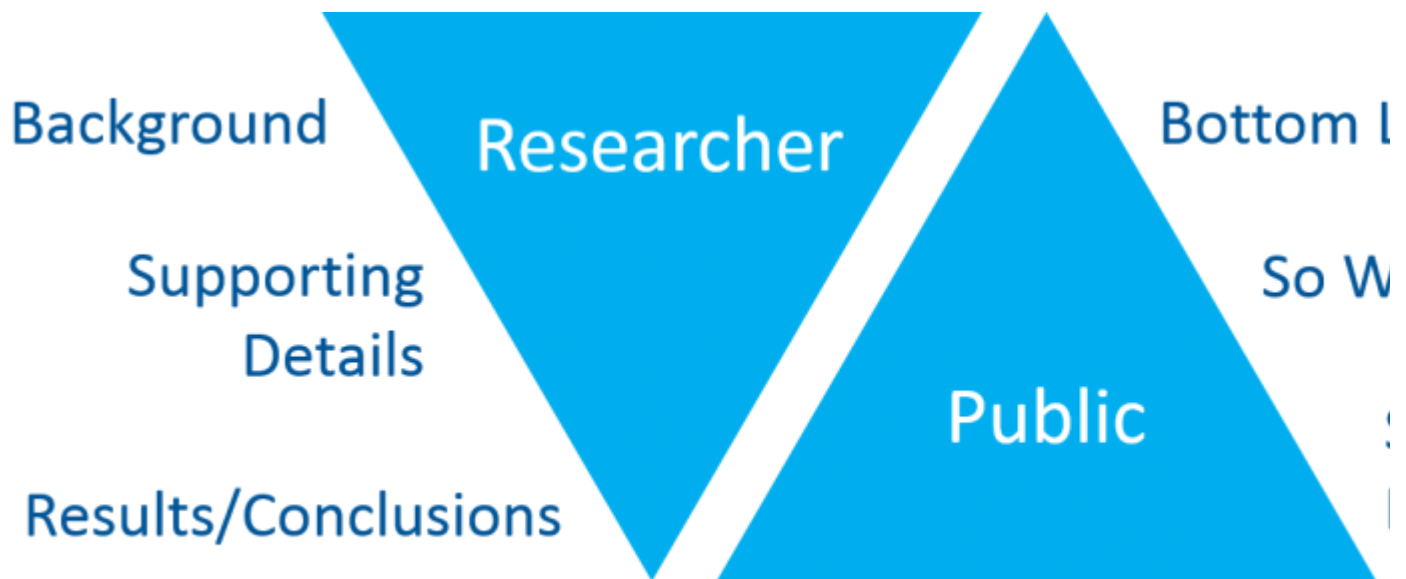 Background
Researcher
Supporting
Details
Results/Conclusions
Public
Bottom
So